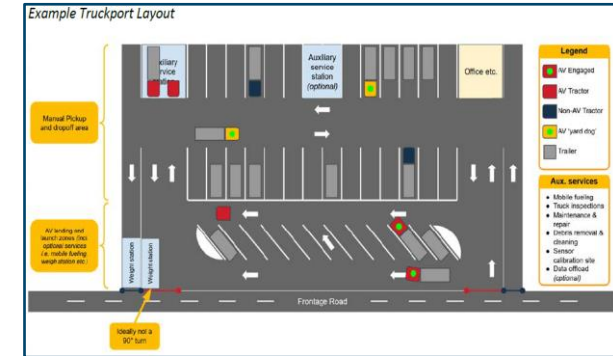 Example Truckport Layout
Manual Pickup
and dropoff area
AV landing and
launch zones (incl
optional services
i.e. mobile fueling
weigh station etc.)
Auxiliary
service
Auxiliary
service
station
(optional)
Office etc.
Legend
AV Engaged
AV Tractor
Non-AV Tractor
AV 'yard dog'
Trailer
Aux. services
• Mobile fueling
• Truck inspections
• Maintenance &
repair
• Debris removal &
cleaning
• Sensor
calibration site
• Data offload
(optional)
Weight station
Weight station
Frontage Road
Ideally not a
90° turn